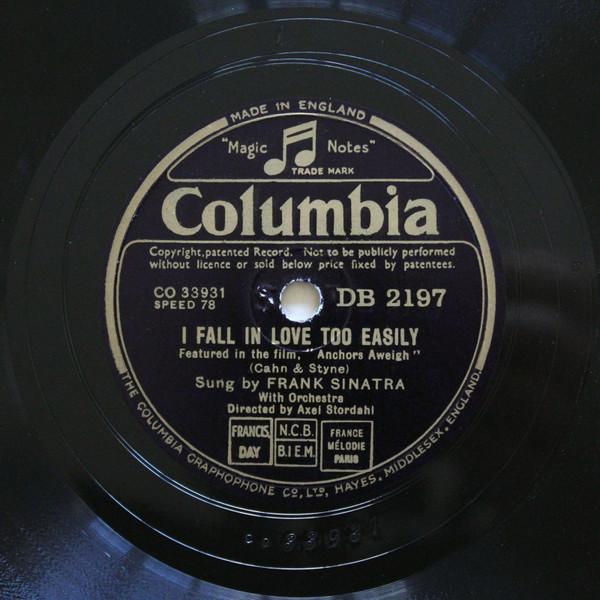 MADE IN ENGLAND
"Magic Notes"
TRADE MARK
Columbia
Copyright,patented Record. Not to be publicly performed
without licence or sold below price fixed by patentees.
CO 33931
SPEED 78
DB 2197
I FALL IN LOVE TOO EASILY
Featured in the film, "Anchors Aweigh"
(Cahn & Styne)
Sung by FRANK SINATRA
With Orchestra
Directed by Axel Stordahl
FRANCIS,
DAY
N.C.B.
B.I.E.M.
FRANCE
MÉLODIE
PARIS
THE COLUMBIA GRAPHOPHONE CO., LTD, HAYES, MIDDLESEX, ENGLAND.
co 33931